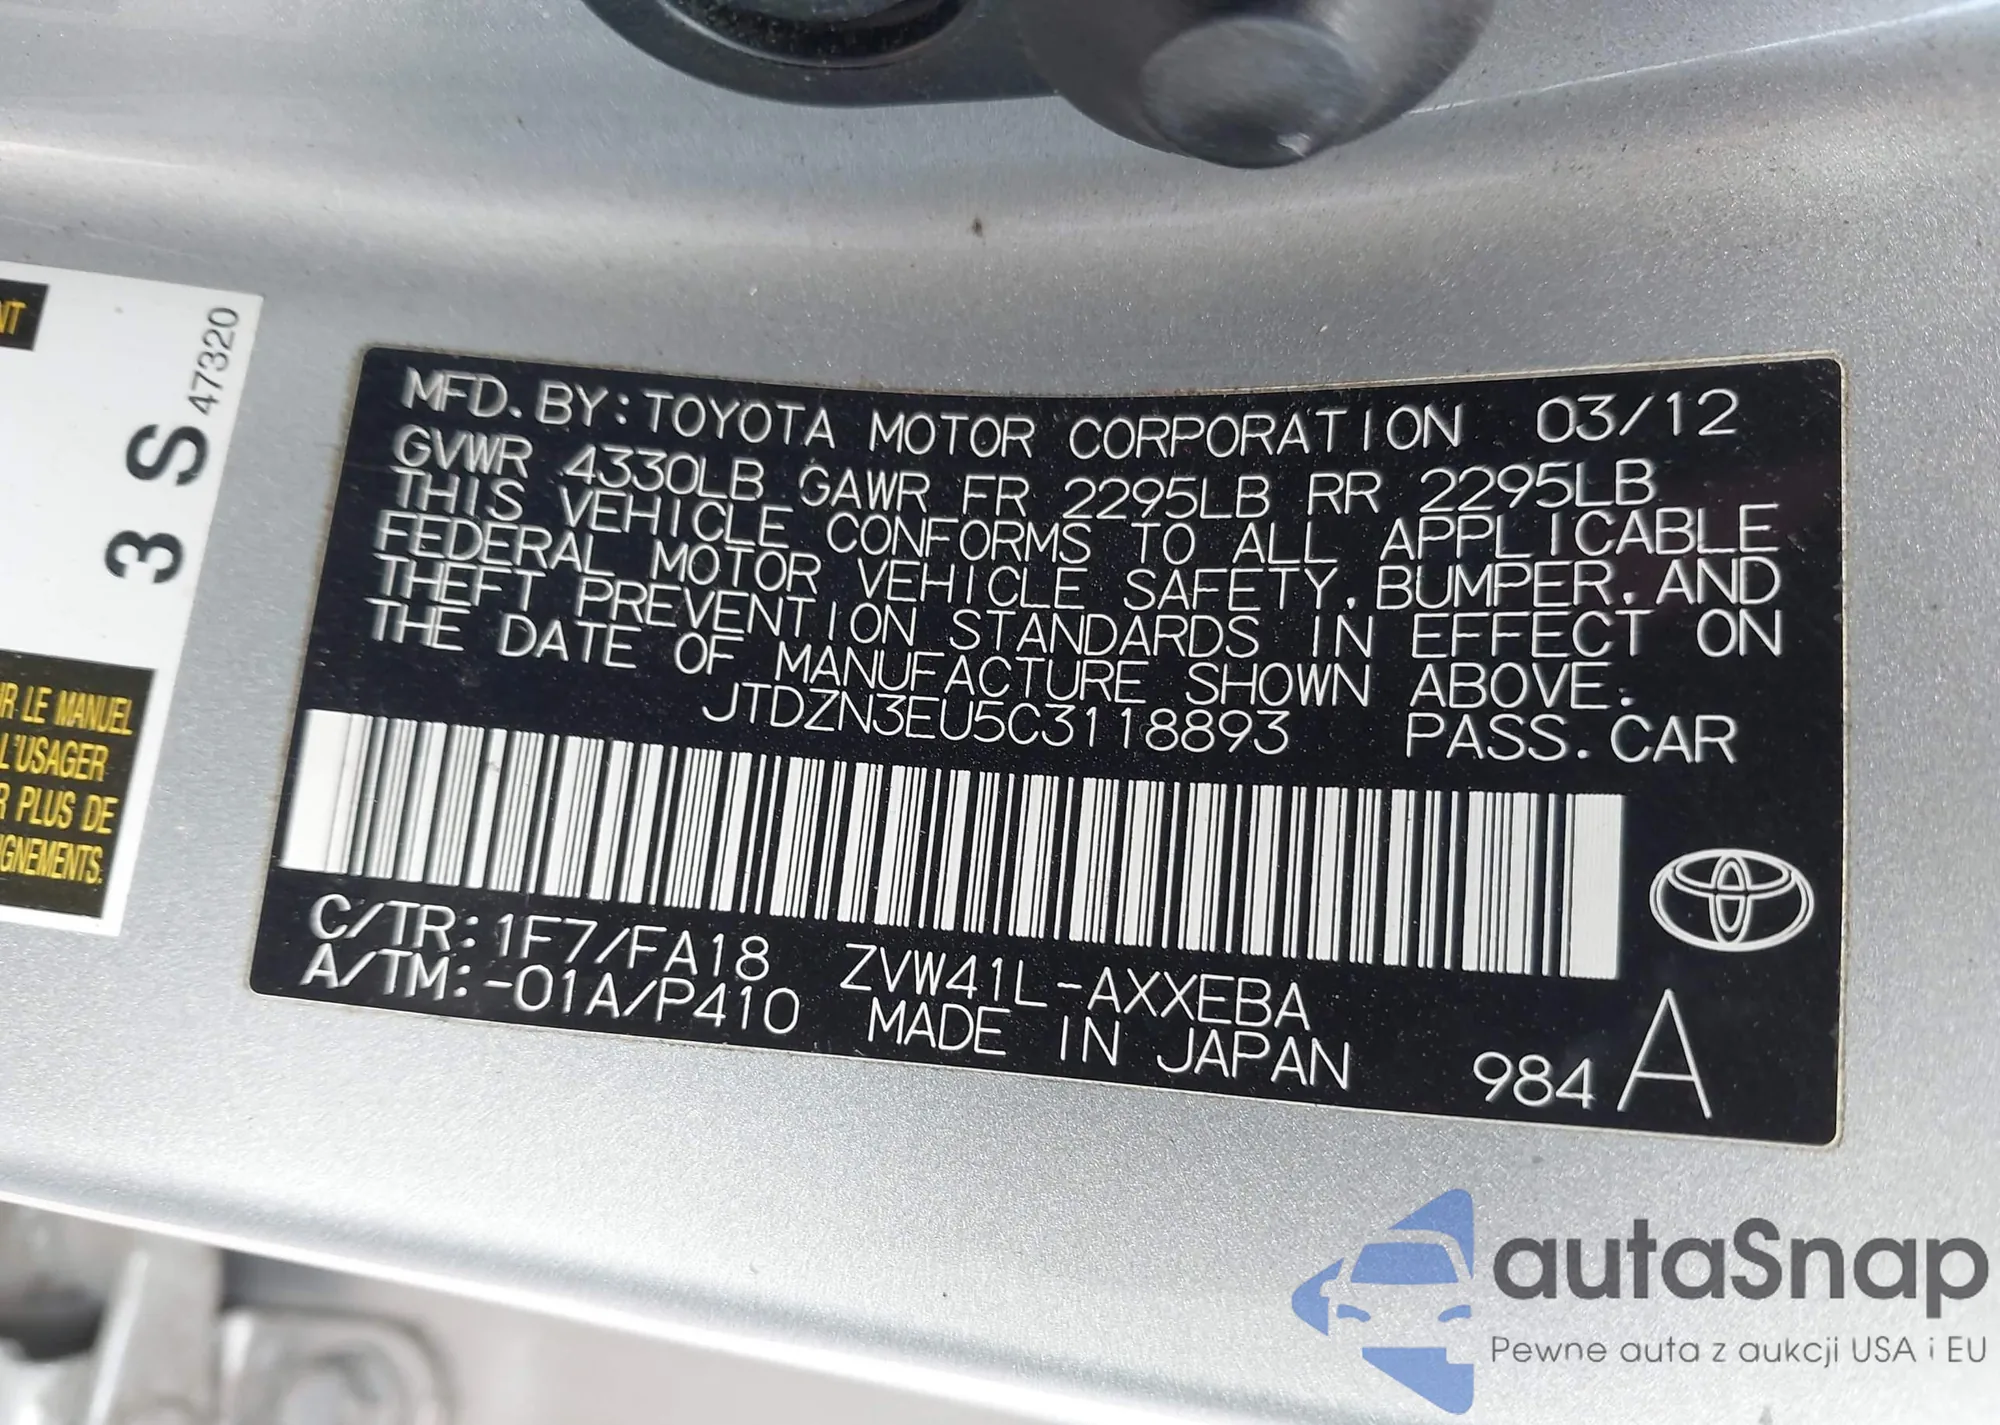 NT
3 S 47320
R LE MANUEL
L'USAGER
R PLUS DE
IGNEMENTS.
MFD. BY: TOYOTA MOTOR CORPORATION 03/12
GVWR 4330LB GAWR FR 2295LB RR 2295LB
THIS VEHICLE CONFORMS TO ALL APPLICABLE
FEDERAL MOTOR VEHICLE SAFETY, BUMPER, AND
THEFT PREVENTION STANDARDS IN EFFECT ON
THE DATE OF MANUFACTURE SHOWN ABOVE.
JTDZN3EU5C3118893 PASS. CAR
C/TR: 1F7/FA18 ZVW41L-AXXEBA
A/TM: -01A/P410 MADE IN JAPAN 984 A
autaSnap
Pewne auta z aukcji USA i EU